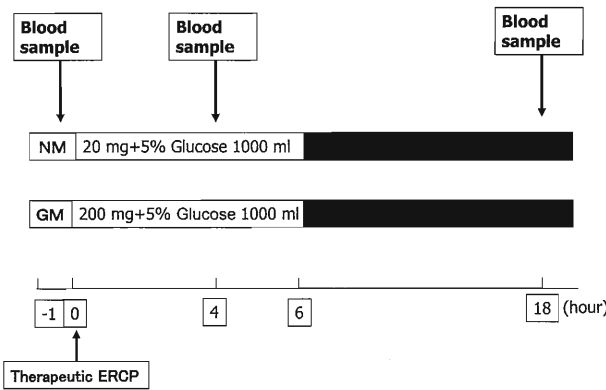 Blood
sample
Blood
sample
Blood
sample
NM 20 mg+5% Glucose 1000 ml
GM 200 mg+5% Glucose 1000 ml
-1 0 4 6 18 (hour)
Therapeutic ERCP